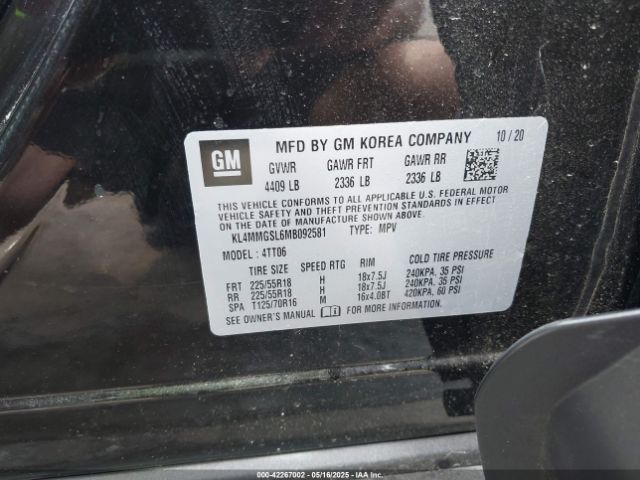 GM
MFD BY GM KOREA COMPANY 10 / 20
GVWR GAWR FRT GAWR RR
4409 LB 2336 LB 2336 LB
THIS VEHICLE CONFORMS TO ALL APPLICABLE U.S. FEDERAL MOTOR
VEHICLE SAFETY AND THEFT PREVENTION STANDARDS IN EFFECT ON
THE DATE OF MANUFACTURE SHOWN ABOVE.
KL4MMGSL6MB092581 TYPE: MPV
MODEL : 4TT06
TIRE SIZE SPEED RTG RIM COLD TIRE PRESSURE
FRT 225/55R18 H 18x7.5J 240KPA, 35 PSI
RR 225/55R18 H 18x7.5J 240KPA, 35 PSI
SPA T125/70R16 M 16x4.0BT 420KPA, 60 PSI
SEE OWNER'S MANUAL FOR MORE INFORMATION.
000-42267002 05/16/2025 IAAI.COM